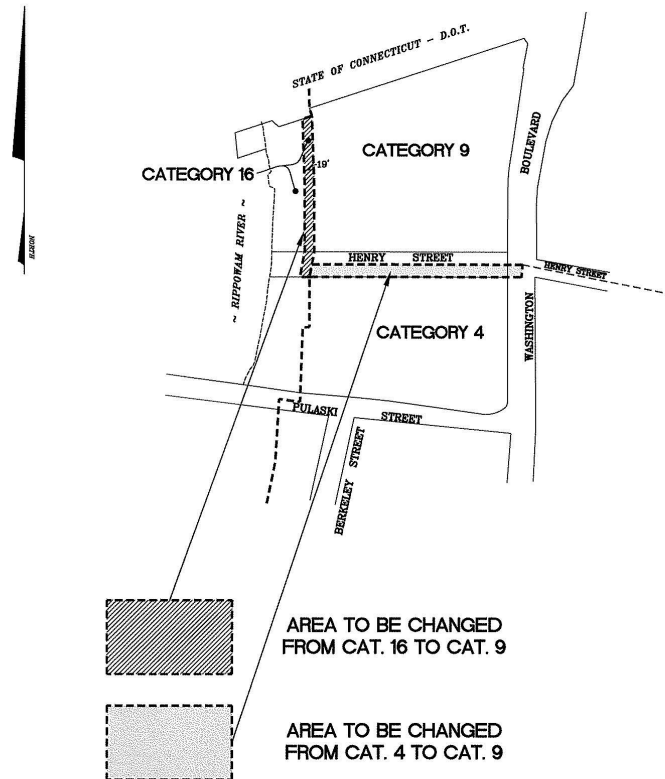 STATE OF CONNECTICUT - D.O.T.
BOULEVARD
CATEGORY 9
CATEGORY 16
19'
~ RIPPOWAM RIVER ~
NORTH
HENRY STREET
HENRY STREET
WASHINGTON
CATEGORY 4
PULASKI STREET
BERKELEY STREET
AREA TO BE CHANGED
FROM CAT. 16 TO CAT. 9
AREA TO BE CHANGED
FROM CAT. 4 TO CAT. 9